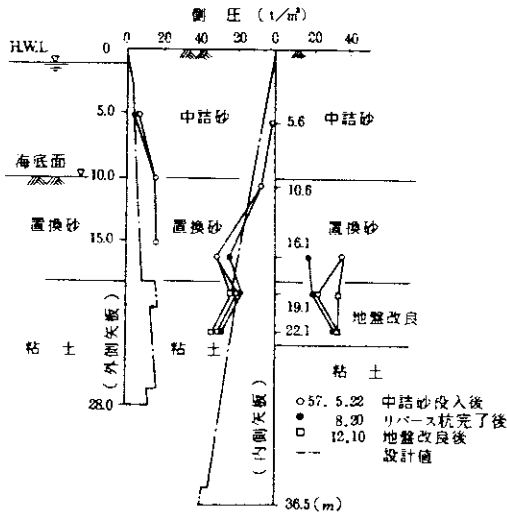 側 圧 (t/m²)
H.W.L 0 20 40 40 20 0 20 40
5.0 中詰砂 5.6 中詰砂
海底面 10.0 10.6
置換砂 15.0 置換砂 16.1 置換砂
19.1 地盤改良
粘土 (外側矢板) 粘土 22.1
粘土
28.0 (内側矢板)
○57. 5.22 中詰砂投入後
● 8.20 リバース杭完了後
□ 12.10 地盤改良後
設計値
36.5(m)